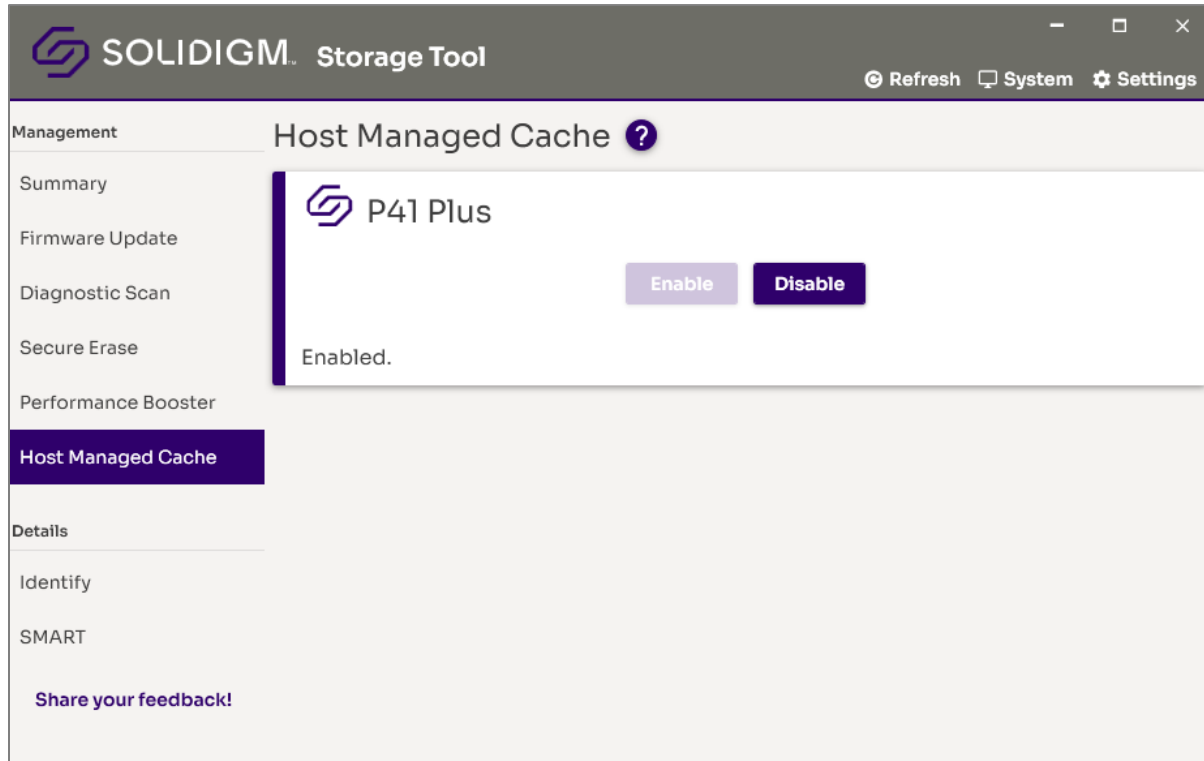 SOLIDIGM™ Storage Tool
Refresh System Settings
Management
Summary
Firmware Update
Diagnostic Scan
Secure Erase
Performance Booster
Host Managed Cache
Details
Identify
SMART
Share your feedback!
Host Managed Cache ?
P41 Plus
Enable Disable
Enabled.